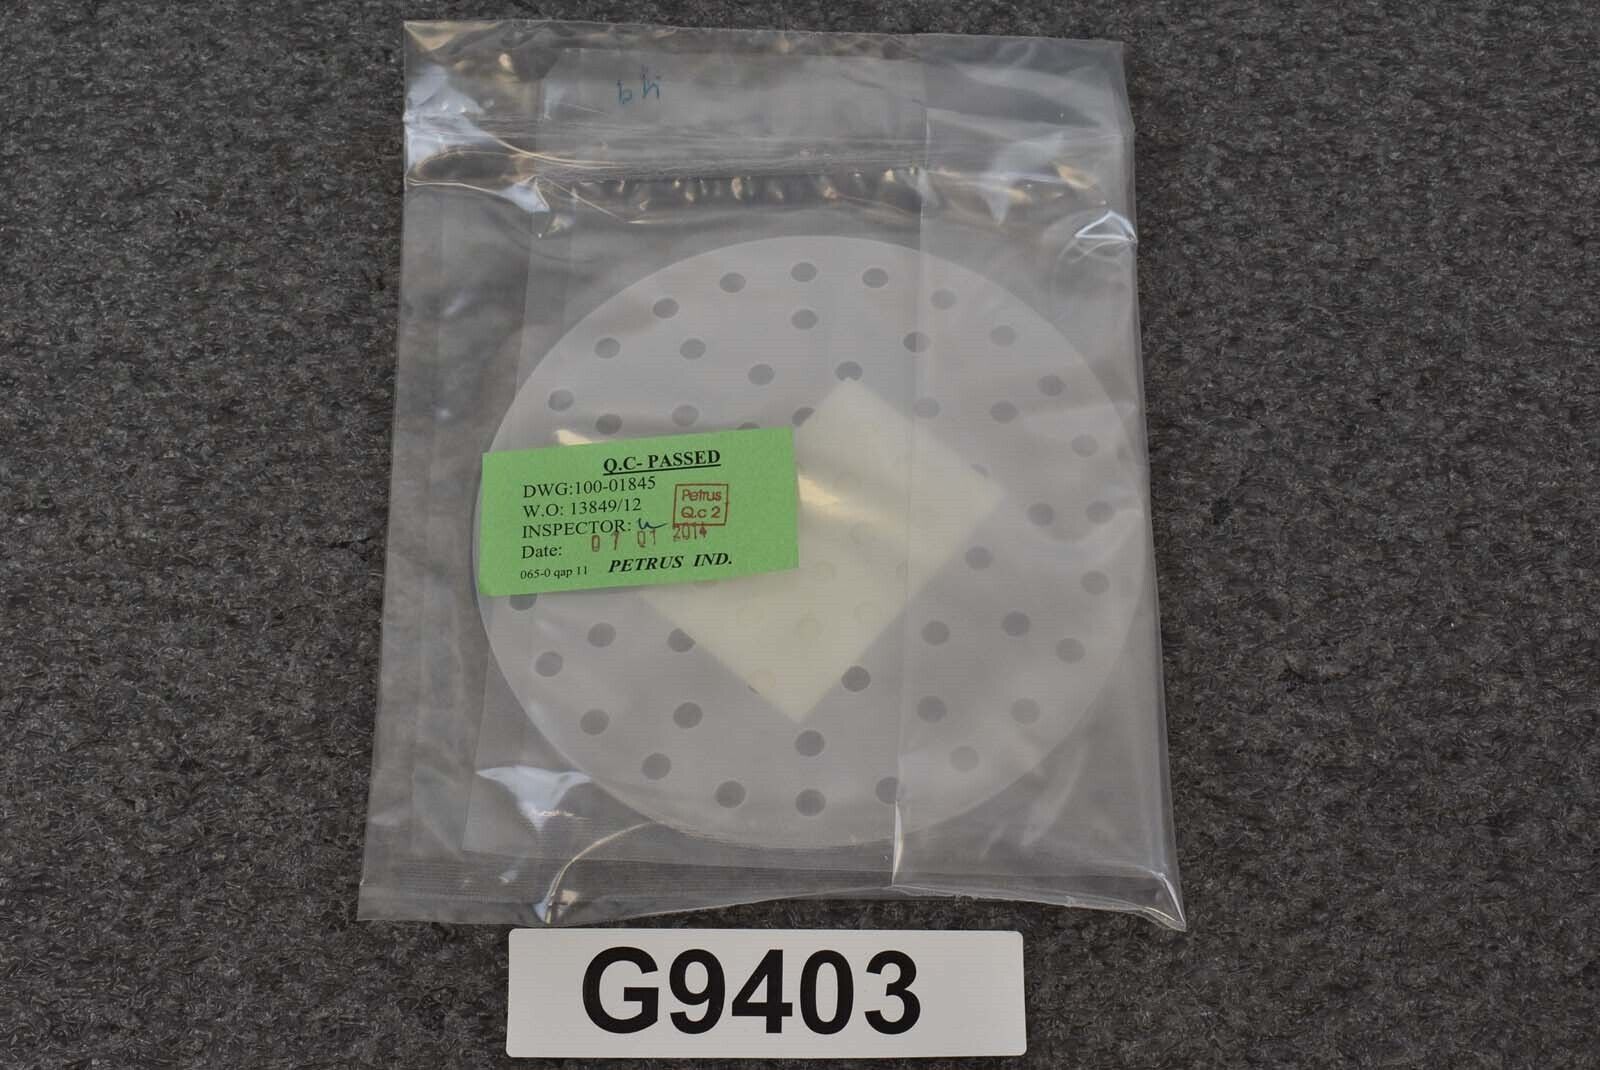 Q.C- PASSED
DWG:100-01845
W.O: 13849/12
INSPECTOR:
Petrus
Q.c 2
Date: 07 01 2014
065-0 qap 11 PETRUS IND.
G9403